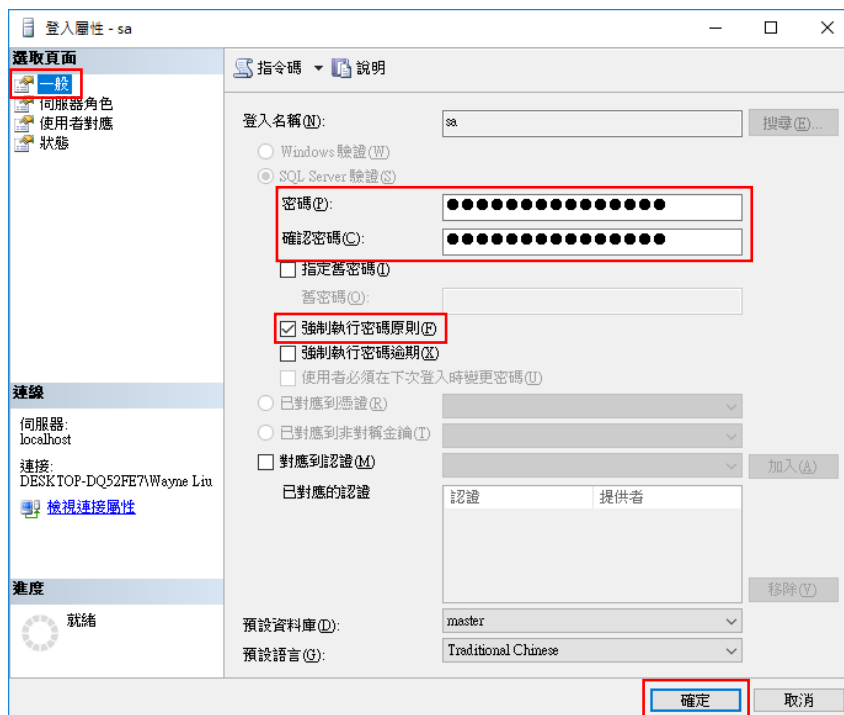 登入屬性 - sa
選取頁面
一般
伺服器角色
使用者對應
狀態
連線
伺服器:
localhost
連接:
DESKTOP-DQ52FE7\Wayne Liu
檢視連接屬性
進度
就緒
指令碼
說明
登入名稱(N):
sa
搜尋(E)...
Windows 驗證(W)
SQL Server 驗證(S)
密碼(P):
●●●●●●●●●●●●●●●
確認密碼(C):
●●●●●●●●●●●●●●●
指定舊密碼(I)
舊密碼(O):
強制執行密碼原則(F)
強制執行密碼逾期(X)
使用者必須在下次登入時變更密碼(U)
已對應到憑證(R)
已對應到非對稱金鑰(T)
對應到認證(M)
加入(A)
已對應的認證
認證 提供者
移除(V)
預設資料庫(D):
master
預設語言(G):
Traditional Chinese
確定
取消